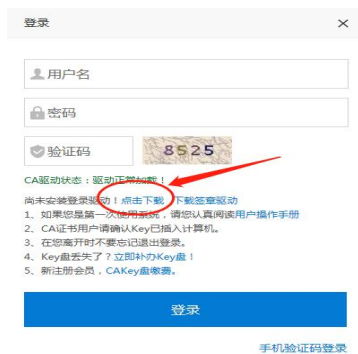 登录 ×
用户名
密码
验证码 8525
CA驱动状态：驱动正常加载！
尚未安装登录驱动！点击下载 下载签章驱动
1、如果您是第一次使用系统，请您认真阅读用户操作手册
2、CA证书用户请确认Key已插入计算机。
3、在您离开时不要忘记退出登录。
4、Key盘丢失了？立即补办Key盘！
5、新注册会员，CAKey盘缴费。
登录
手机验证码登录